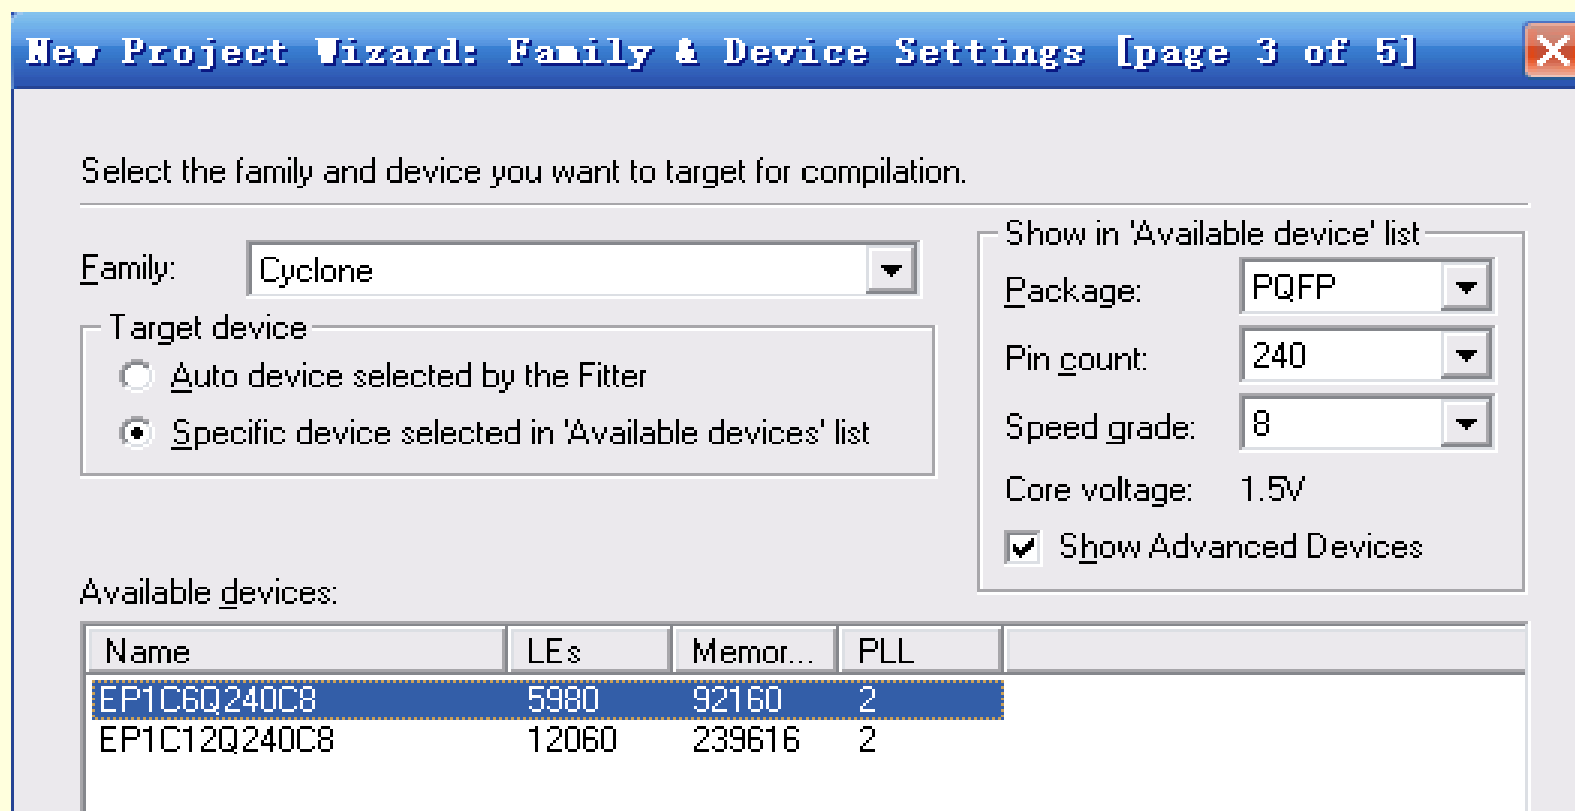 New Project Wizard: Family & Device Settings [page 3 of 5]
Select the family and device you want to target for compilation.
Family: Cyclone
Target device
Auto device selected by the Fitter
Specific device selected in 'Available devices' list
Show in 'Available device' list
Package: PQFP
Pin count: 240
Speed grade: 8
Core voltage: 1.5V
Show Advanced Devices
Available devices:
Name LEs Memor... PLL
EP1C6Q240C8 5980 92160 2
EP1C12Q240C8 12060 239616 2